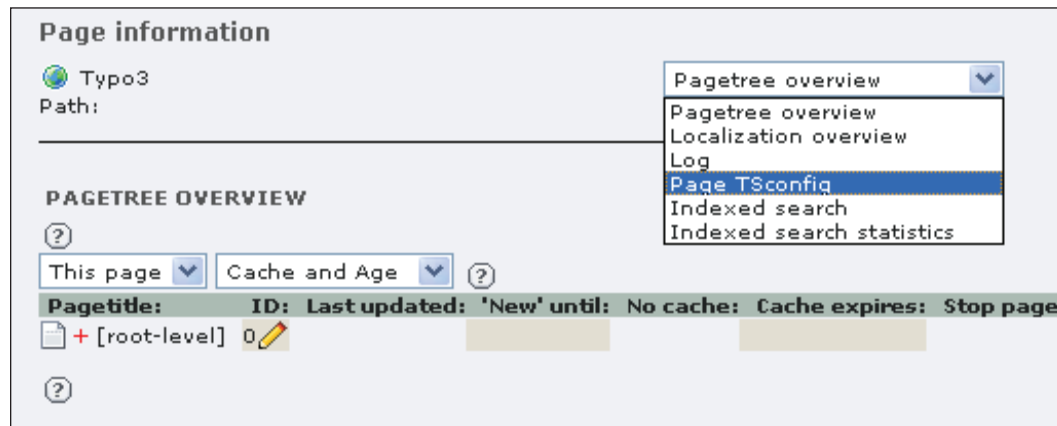 Page information
Typo3
Path:
Pagetree overview
Pagetree overview
Localization overview
Log
Page TSconfig
Indexed search
Indexed search statistics
PAGETREE OVERVIEW
?
This page Cache and Age ?
Pagetitle: ID: Last updated: 'New' until: No cache: Cache expires: Stop page
+ [root-level] 0
?